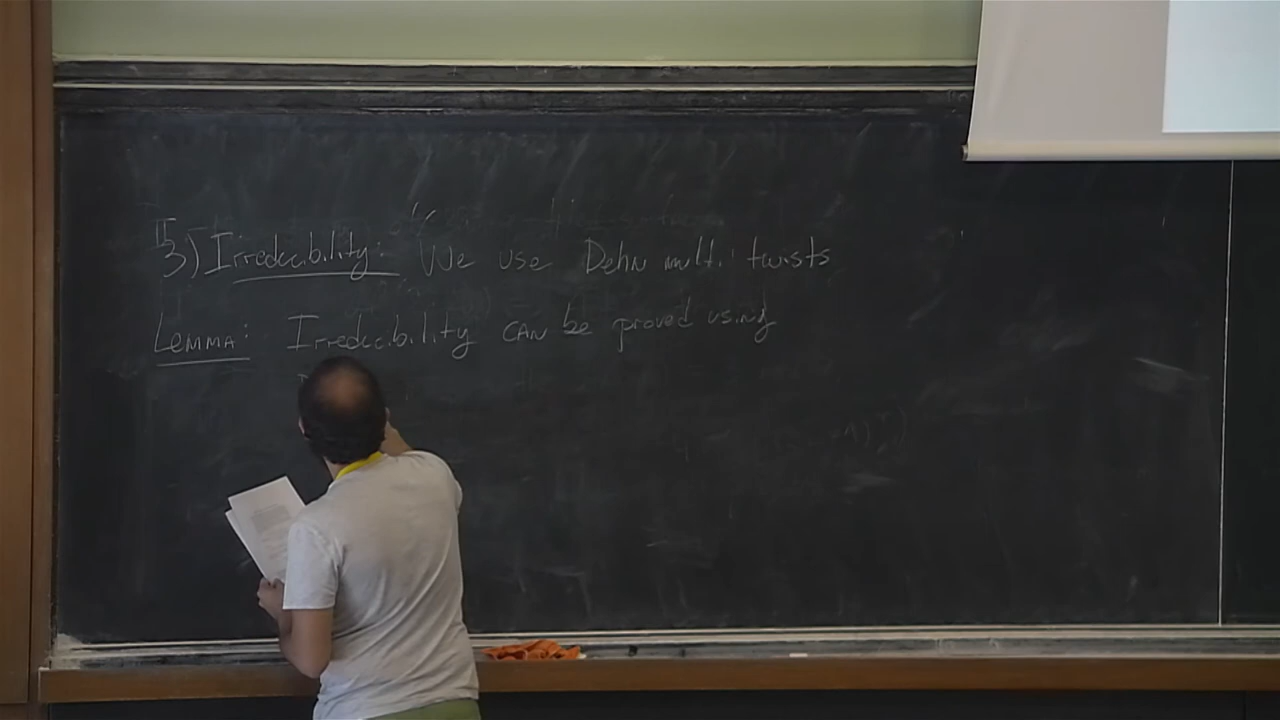 3) Irreducibility: We use Dehn multi twists
Lemma: Irreducibility can be proved using